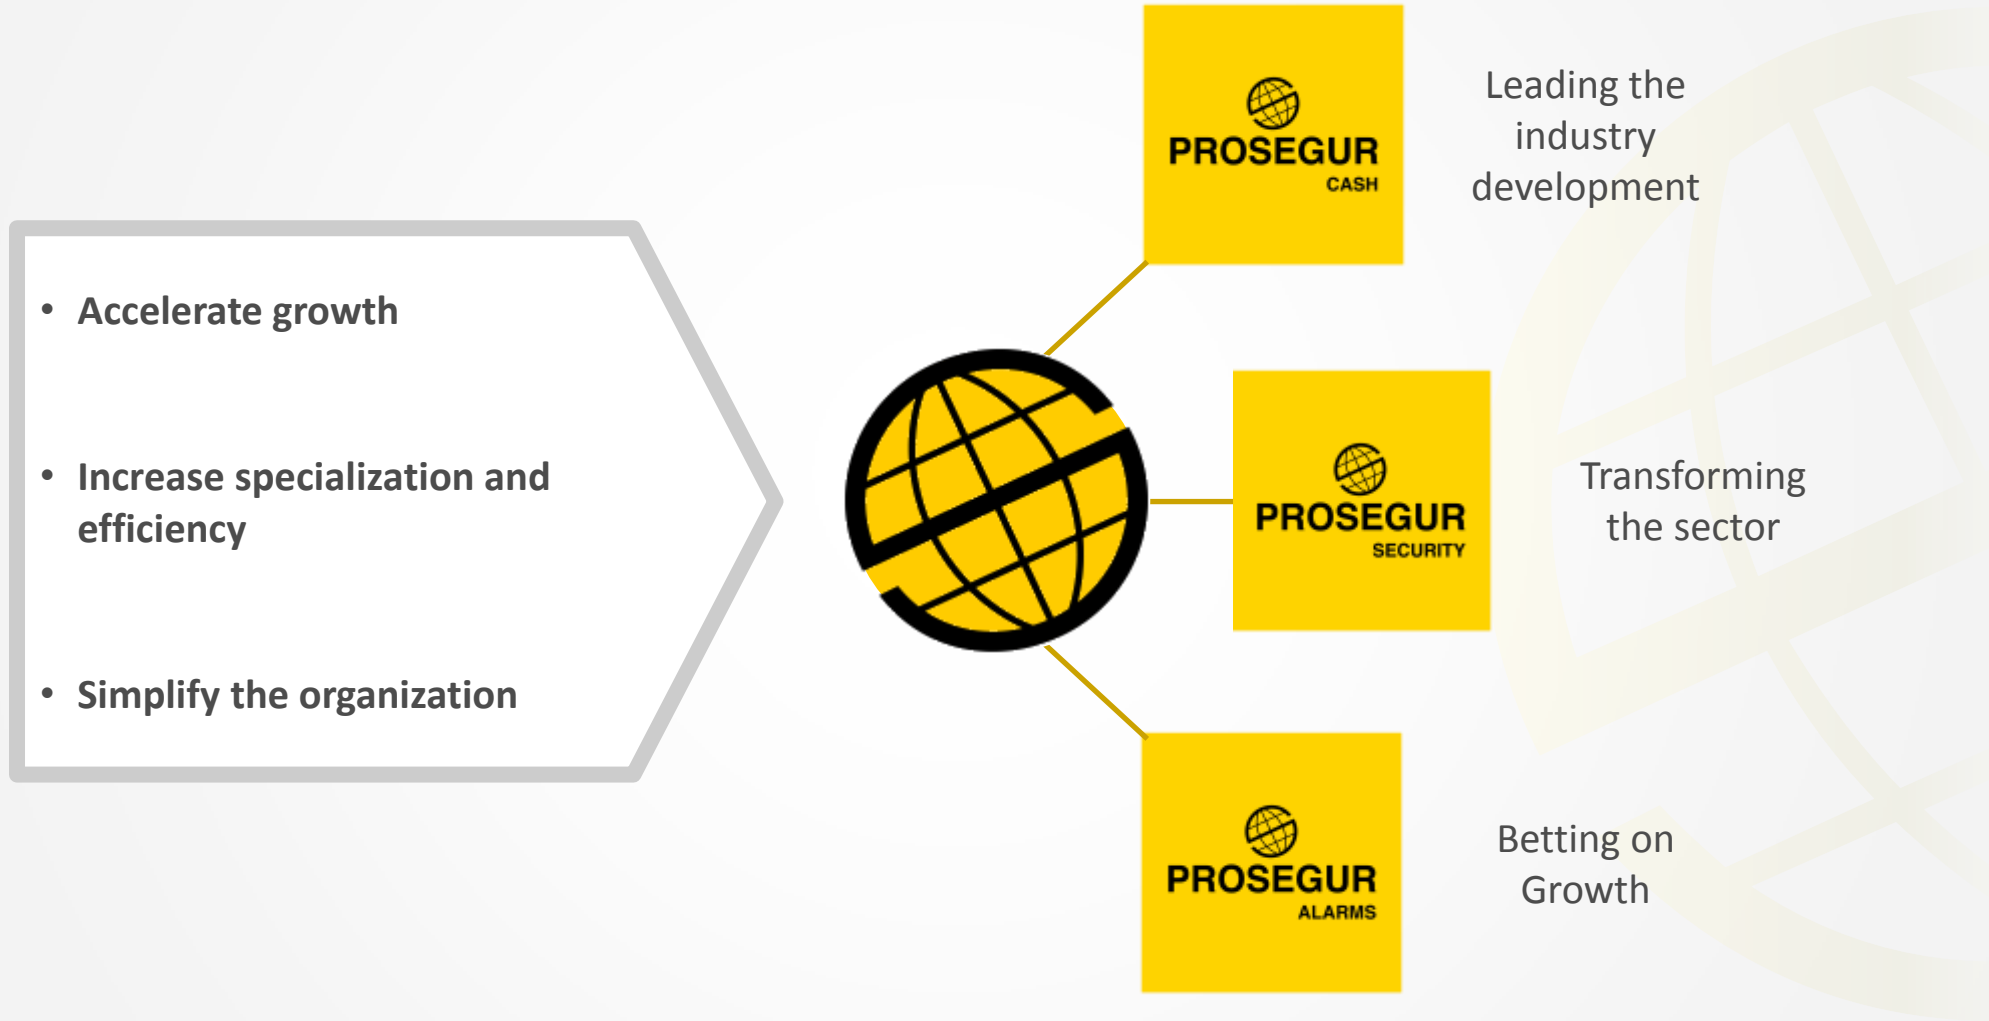 • Accelerate growth
• Increase specialization and
efficiency
• Simplify the organization
PROSEGUR
CASH
Leading the
industry
development
PROSEGUR
SECURITY
Transforming
the sector
PROSEGUR
ALARMS
Betting on
Growth